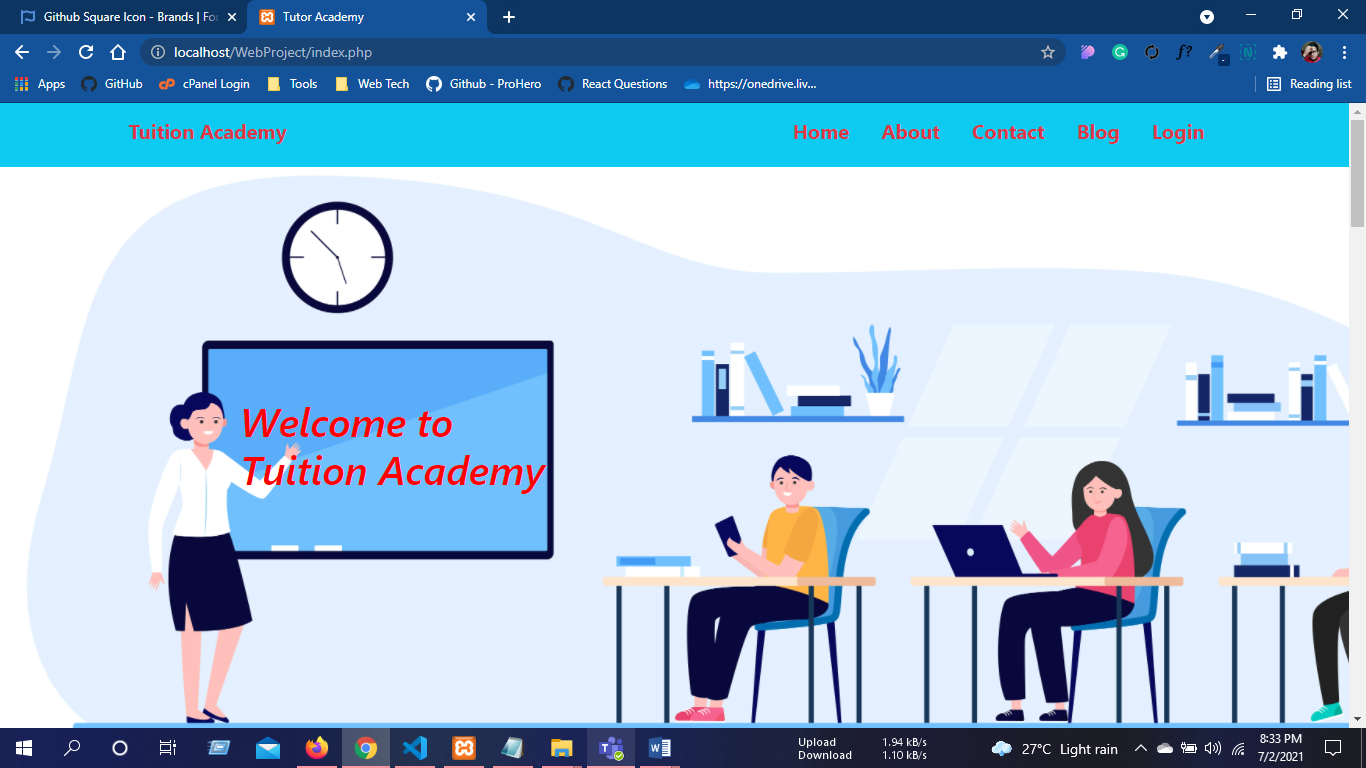 Github Square Icon - Brands | Fo
Tutor Academy
localhost/WebProject/index.php
f?
Apps
GitHub
cPanel Login
Tools
Web Tech
Github - ProHero
React Questions
https://onedrive.liv...
Reading list
Tuition Academy
Home
About
Contact
Blog
Login
Welcome to
Tuition Academy
Upload 1.94 kB/s
Download 1.10 kB/s
27°C Light rain
8:33 PM
7/2/2021